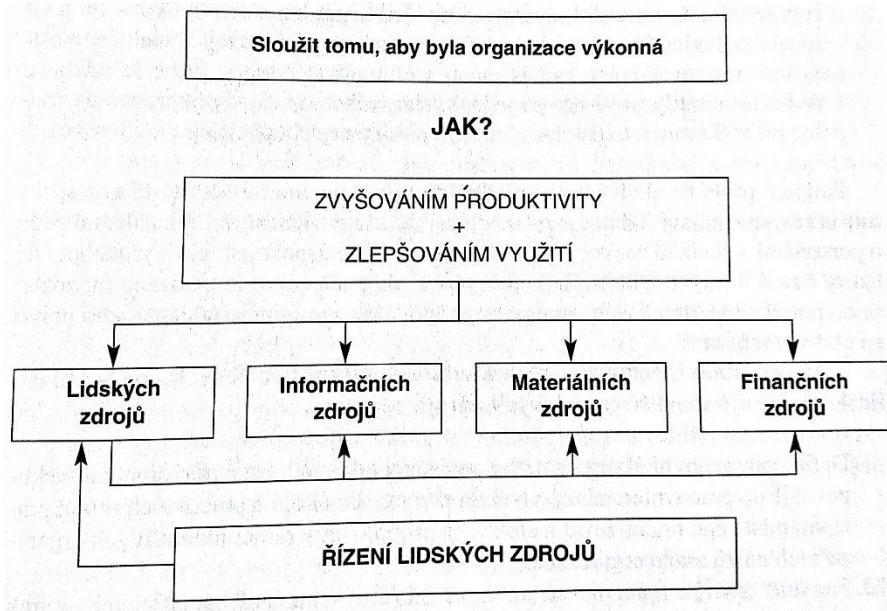 Sloužit tomu, aby byla organizace výkonná
JAK?
ZVYŠOVÁNÍM PRODUKTIVITY
+
ZLEPŠOVÁNÍM VYUŽITÍ
Lidských
zdrojů
Informačních
zdrojů
Materiálních
zdrojů
Finančních
zdrojů
ŘÍZENÍ LIDSKÝCH ZDROJŮ